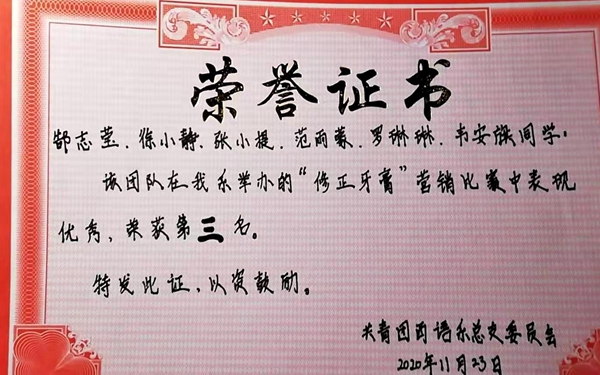 荣誉证书
郜志莹、徐小静、张小提、范雨蒙、罗琳琳、韦安旗同学：
该团队在我系举办的“修正牙膏”营销比赛中表现
优秀，荣获第三名。
特发此证，以资鼓励。
共青团西语系总支委员会
2020年11月23日